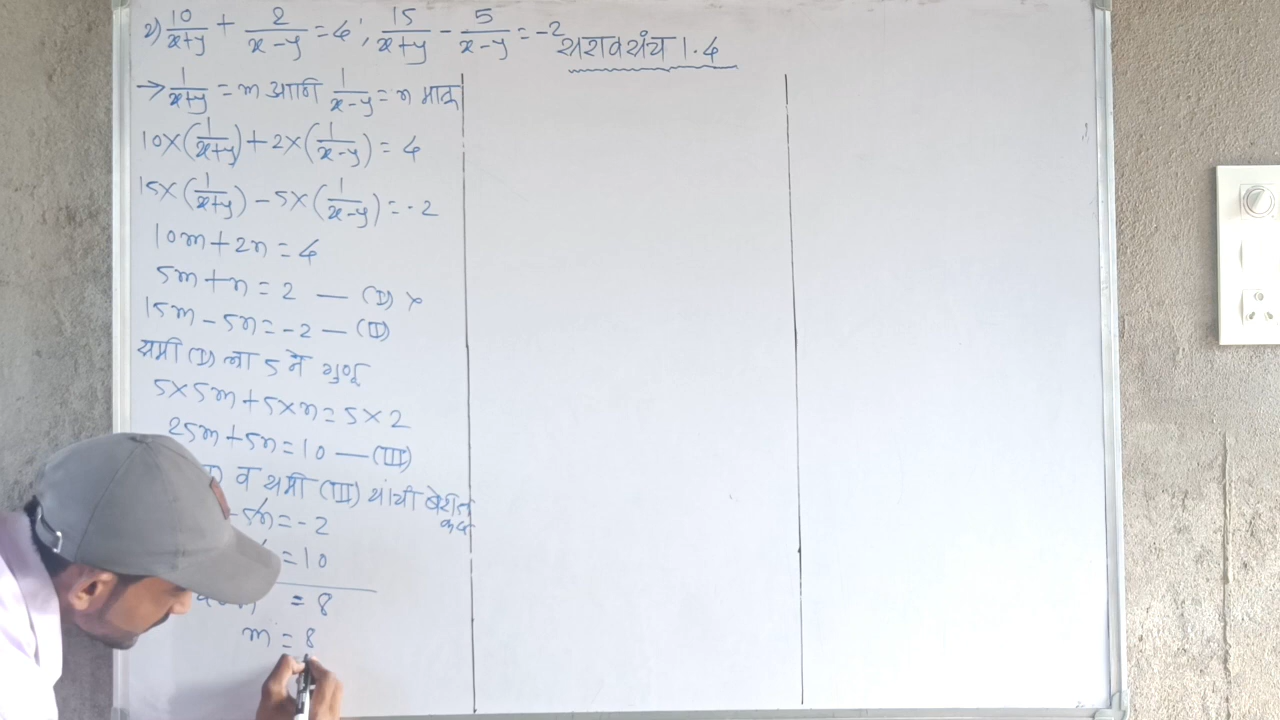 २) 10/(x+y) + 2/(x-y) = 4 ; 15/(x+y) - 5/(x-y) = -2
सरावसंच 1.4
→ 1/(x+y) = m आणि 1/(x-y) = n मानू
10×(1/(x+y)) + 2×(1/(x-y)) = 4
15×(1/(x+y)) - 5×(1/(x-y)) = -2
10m + 2n = 4
5m + n = 2 — (I) ×
15m - 5n = -2 — (II)
समी (I) ला 5 ने गुणू
5×5m + 5×n = 5×2
25m + 5n = 10 — (III)
व समी (III) यांची बेरीज
करू
-5n = -2
= 10
= 8
m = 8